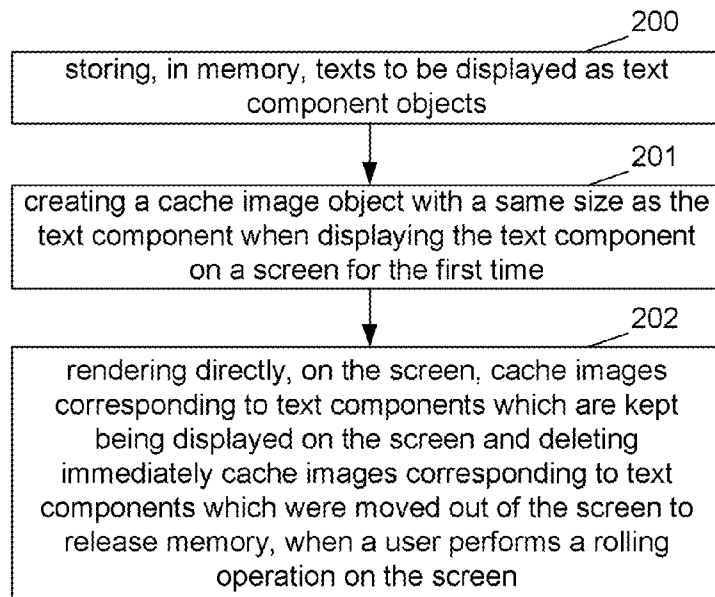 200
storing, in memory, texts to be displayed as text
component objects
201
creating a cache image object with a same size as the
text component when displaying the text component
on a screen for the first time
202
rendering directly, on the screen, cache images
corresponding to text components which are kept
being displayed on the screen and deleting
immediately cache images corresponding to text
components which were moved out of the screen to
release memory, when a user performs a rolling
operation on the screen